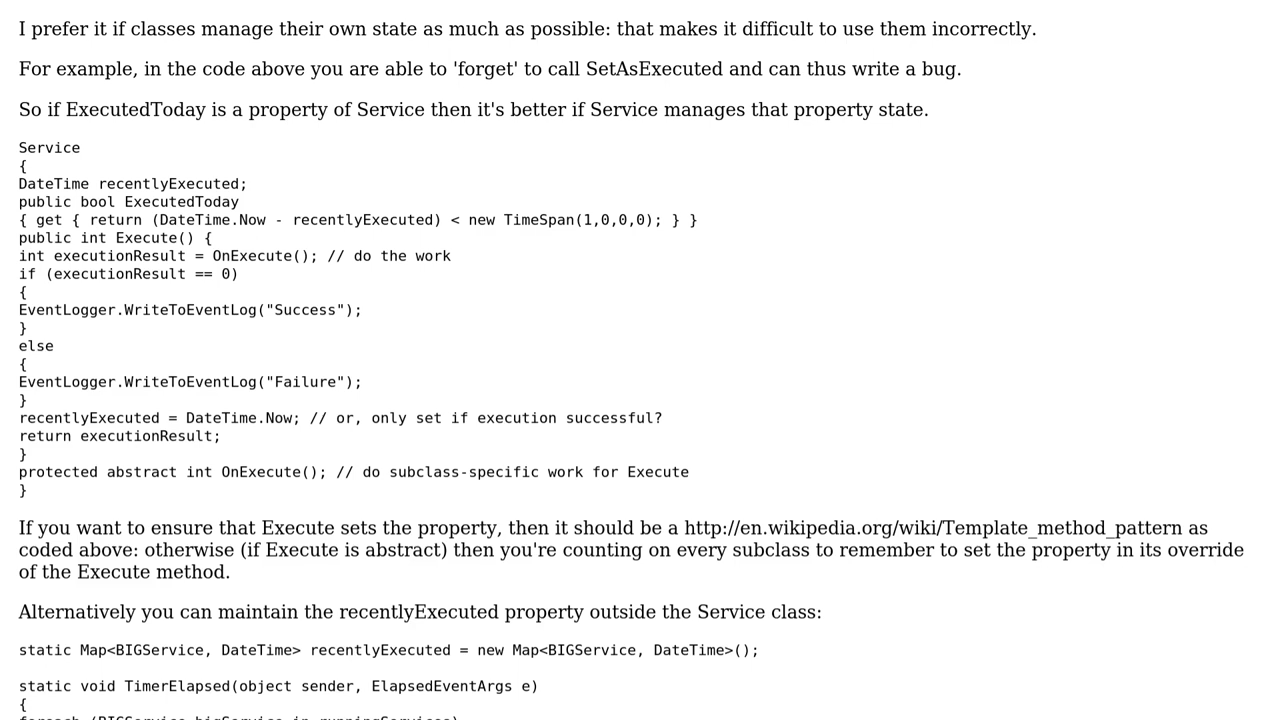 I prefer it if classes manage their own state as much as possible: that makes it difficult to use them incorrectly.
For example, in the code above you are able to 'forget' to call SetAsExecuted and can thus write a bug.
So if ExecutedToday is a property of Service then it's better if Service manages that property state.
Service
{
DateTime recentlyExecuted;
public bool ExecutedToday
{ get { return (DateTime.Now - recentlyExecuted) < new TimeSpan(1,0,0,0); } }
public int Execute() {
int executionResult = OnExecute(); // do the work
if (executionResult == 0)
{
EventLogger.WriteToEventLog("Success");
}
else
{
EventLogger.WriteToEventLog("Failure");
}
recentlyExecuted = DateTime.Now; // or, only set if execution successful?
return executionResult;
}
protected abstract int OnExecute(); // do subclass-specific work for Execute
}
If you want to ensure that Execute sets the property, then it should be a http://en.wikipedia.org/wiki/Template_method_pattern as
coded above: otherwise (if Execute is abstract) then you're counting on every subclass to remember to set the property in its override
of the Execute method.
Alternatively you can maintain the recentlyExecuted property outside the Service class:
static Map<BIGService, DateTime> recentlyExecuted = new Map<BIGService, DateTime>();
static void TimerElapsed(object sender, ElapsedEventArgs e)
{
foreach (BIGService bigService in runningServices)